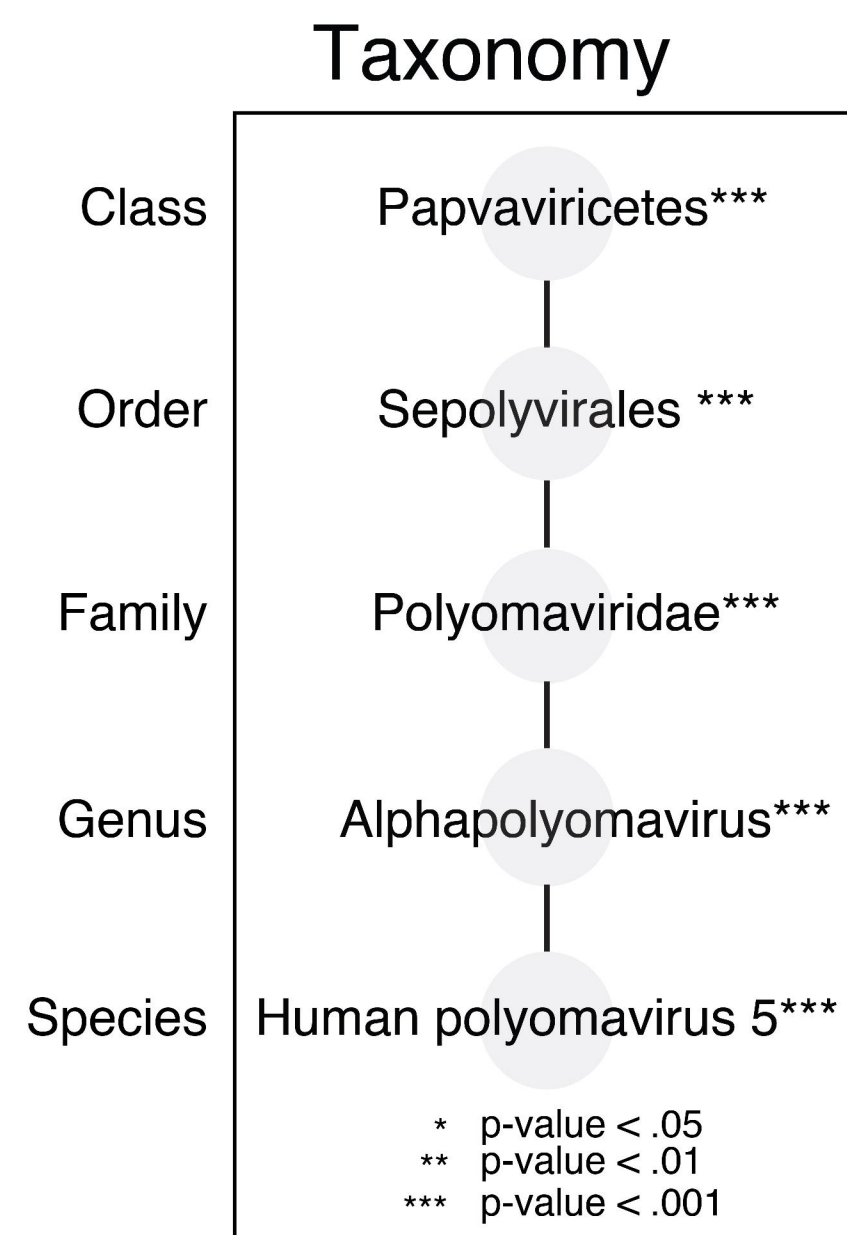 Taxonomy
Class Papvaviricetes***
Order Sepolyvirales ***
Family Polyomaviridae***
Genus Alphapolyomavirus***
Species Human polyomavirus 5***
* p-value < .05
** p-value < .01
*** p-value < .001